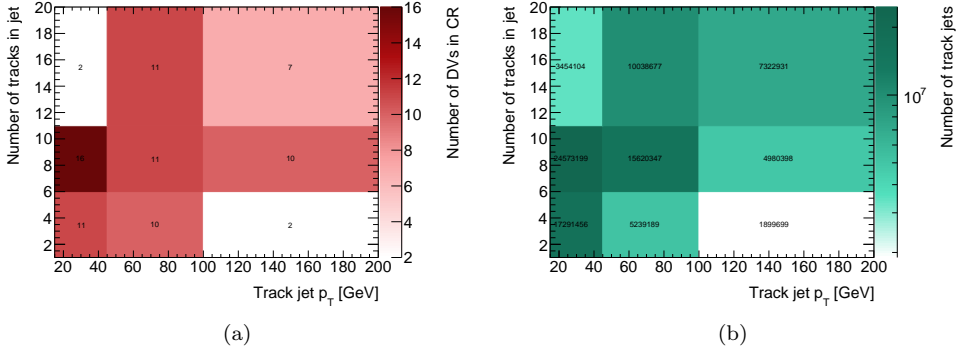 Number of tracks in jet
20
18
16
14
12
10
8
6
4
2
2 11 7
16 11 10
11 10 2
20 40 60 80 100 120 140 160 180 200
Track jet p_T [GeV]
16
14
12
10
8
6
4
2
Number of DVs in CR
(a)
Number of tracks in jet
20
18
16
14
12
10
8
6
4
2
3454104 10038677 7322931
24573199 15620347 4980398
17291456 5239189 1899699
20 40 60 80 100 120 140 160 180 200
Track jet p_T [GeV]
10^7
Number of track jets
(b)